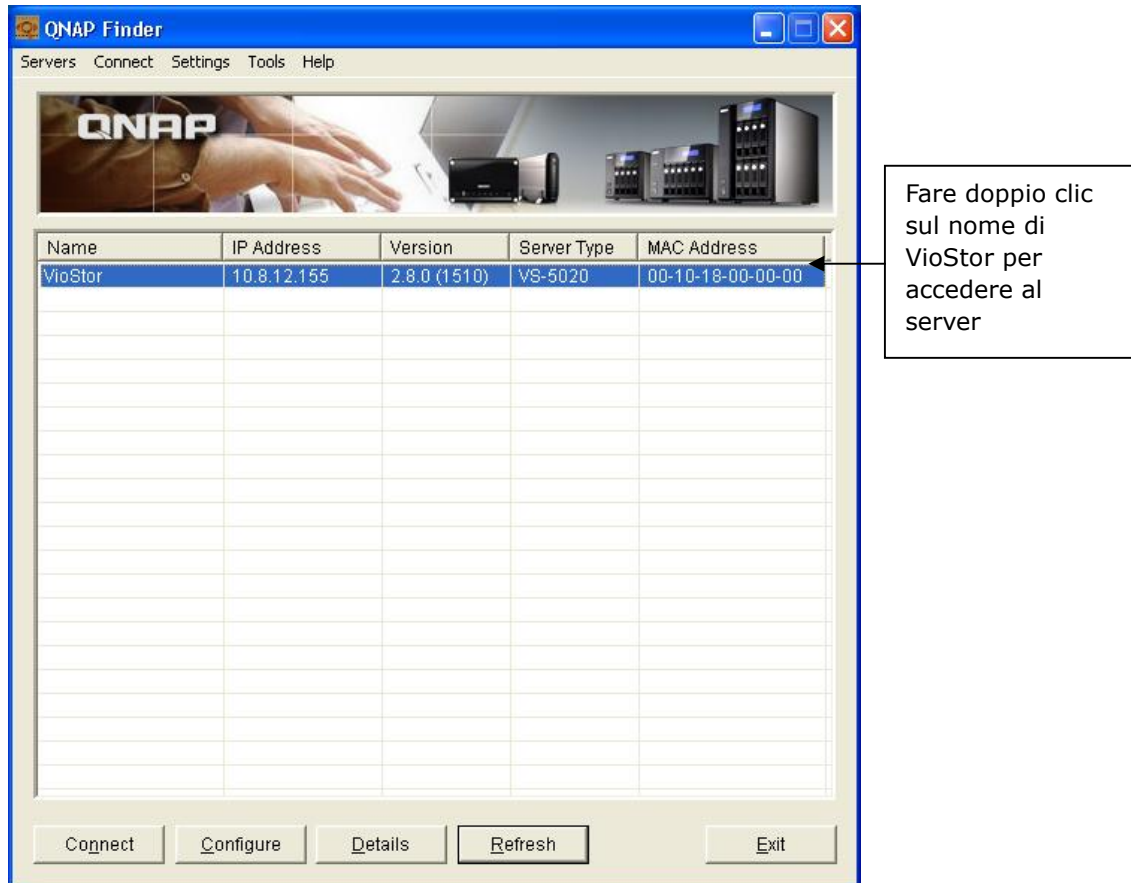 QNAP Finder
Servers Connect Settings Tools Help
QNAP
Name IP Address Version Server Type MAC Address
VioStor 10.8.12.155 2.8.0 (1510) VS-5020 00-10-18-00-00-00
Fare doppio clic
sul nome di
VioStor per
accedere al
server
Connect Configure Details Refresh Exit